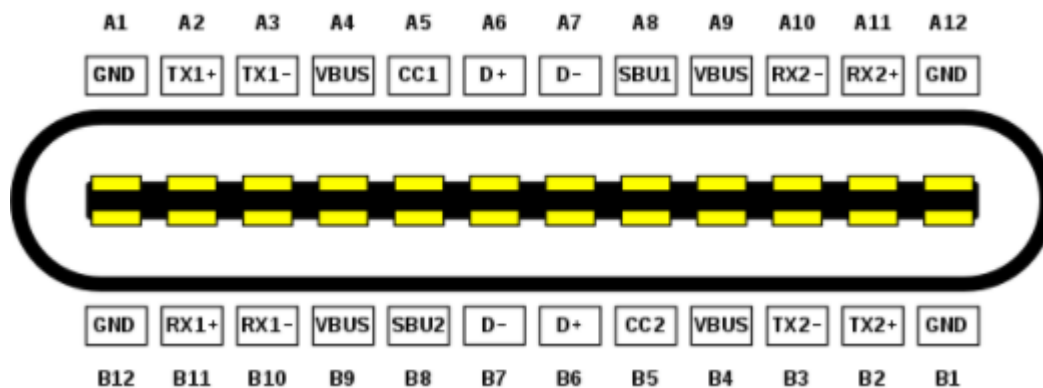 A1 A2 A3 A4 A5 A6 A7 A8 A9 A10 A11 A12
GND TX1+ TX1- VBUS CC1 D+ D- SBU1 VBUS RX2- RX2+ GND
GND RX1+ RX1- VBUS SBU2 D- D+ CC2 VBUS TX2- TX2+ GND
B12 B11 B10 B9 B8 B7 B6 B5 B4 B3 B2 B1